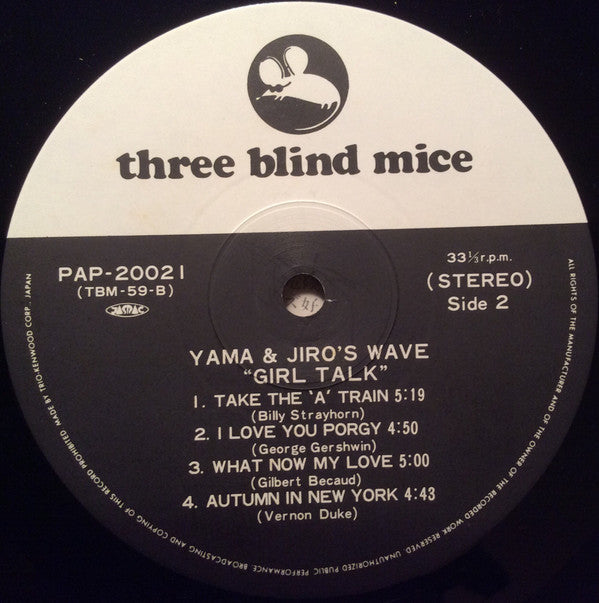 three blind mice
PAP-20021
(TBM-59-B)
JASRAC
33⅓ r.p.m.
(STEREO)
Side 2
YAMA & JIRO'S WAVE
"GIRL TALK"
1. TAKE THE 'A' TRAIN 5:19
(Billy Strayhorn)
2. I LOVE YOU PORGY 4:50
(George Gershwin)
3. WHAT NOW MY LOVE 5:00
(Gilbert Becaud)
4. AUTUMN IN NEW YORK 4:43
(Vernon Duke)
ALL RIGHTS OF THE MANUFACTURER AND OF THE OWNER OF THE RECORDED WORK RESERVED. UNAUTHORIZED PUBLIC PERFORMANCE, BROADCASTING AND COPYING OF THIS RECORD PROHIBITED MADE BY TRIO-KENWOOD CORP., JAPAN